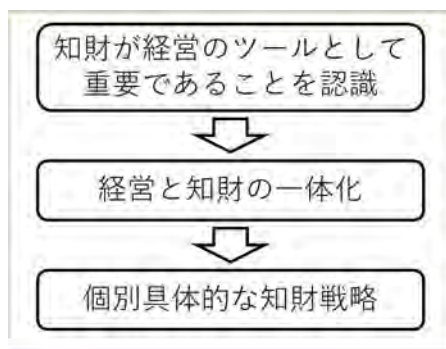 知財が経営のツールとして
重要であることを認識
経営と知財の一体化
個別具体的な知財戦略